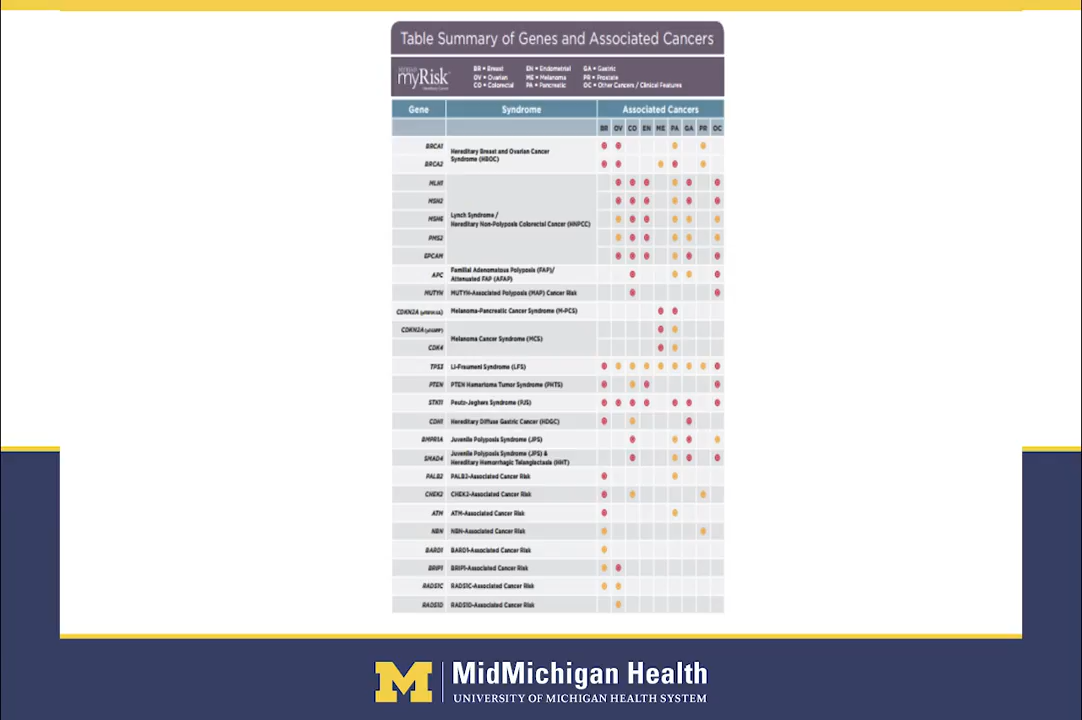 Table Summary of Genes and Associated Cancers
myRisk
Hereditary Cancer
BR = Breast EN = Endometrial GA = Gastric
OV = Ovarian ME = Melanoma PR = Prostate
CO = Colorectal PA = Pancreatic OC = Other Cancers / Clinical Features
Gene Syndrome Associated Cancers
BR OV CO EN ME PA GA PR OC
BRCA1
Hereditary Breast and Ovarian Cancer
Syndrome (HBOC)
BRCA2
MLH1
MSH2
MSH6
Lynch Syndrome /
Hereditary Non-Polyposis Colorectal Cancer (HNPCC)
PMS2
EPCAM
APC
Familial Adenomatous Polyposis (FAP)/
Attenuated FAP (AFAP)
MUTYH MUTYH-Associated Polyposis (MAP) Cancer Risk
CDKN2A Melanoma-Pancreatic Cancer Syndrome (M-PCS)
CDKN2A
Melanoma Cancer Syndrome (MCS)
CDK4
TP53 Li-Fraumeni Syndrome (LFS)
PTEN PTEN Hamartoma Tumor Syndrome (PHTS)
STK11 Peutz-Jeghers Syndrome (PJS)
CDH1 Hereditary Diffuse Gastric Cancer (HDGC)
BMPR1A Juvenile Polyposis Syndrome (JPS)
SMAD4
Juvenile Polyposis Syndrome (JPS) &
Hereditary Hemorrhagic Telangiectasia (HHT)
PALB2 PALB2-Associated Cancer Risk
CHEK2 CHEK2-Associated Cancer Risk
ATM ATM-Associated Cancer Risk
NBN NBN-Associated Cancer Risk
BARD1 BARD1-Associated Cancer Risk
BRIP1 BRIP1-Associated Cancer Risk
RAD51C RAD51C-Associated Cancer Risk
RAD51D RAD51D-Associated Cancer Risk
M MidMichigan Health
UNIVERSITY OF MICHIGAN HEALTH SYSTEM